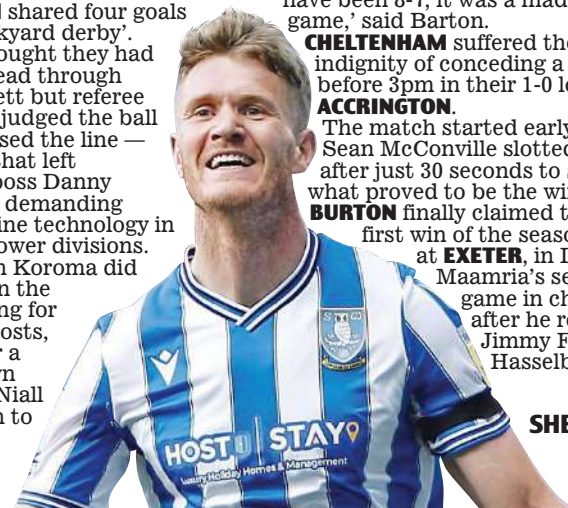 shared four goals
kyard derby’.
ought they had
ead through
ett but referee
judged the ball
sed the line —
hat left
boss Danny
demanding
ine technology in
ower divisions.
n Koroma did
n the
ng for
osts,
r a
wn
Niall
n to
have been 8-7, it was a mad
game,’ said Barton.
CHELTENHAM suffered the
indignity of conceding a
before 3pm in their 1-0 lo
ACCRINGTON.
The match started early
Sean McConville slotted
after just 30 seconds to s
what proved to be the wi
BURTON finally claimed t
first win of the seaso
at EXETER, in D
Maamria’s se
game in ch
after he re
Jimmy F
Hasselb
SHE
HOST STAY
Luxury Holiday Homes & Management